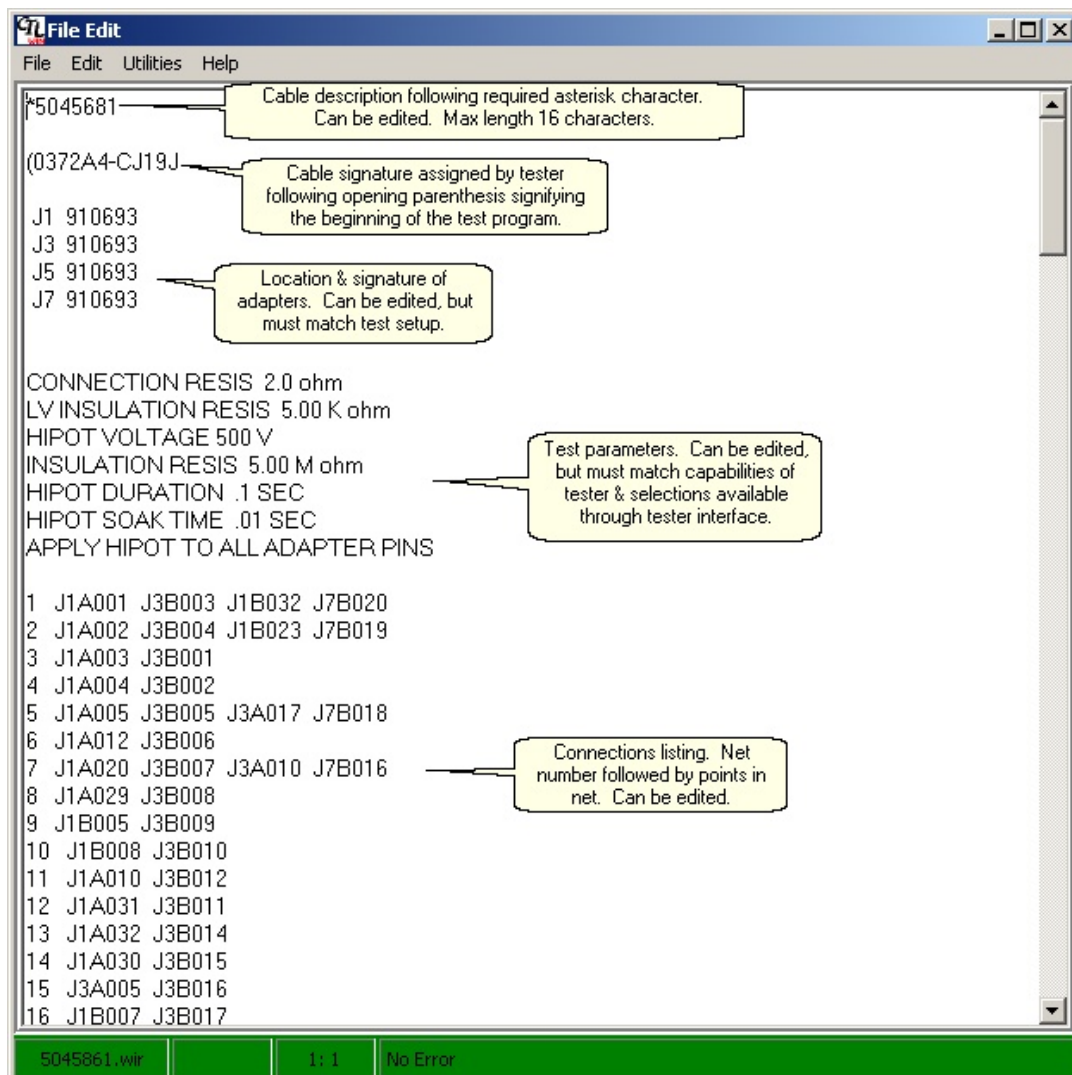 File Edit
File Edit Utilities Help
*5045681
Cable description following required asterisk character.
Can be edited. Max length 16 characters.
(0372A4-CJ19J
Cable signature assigned by tester
following opening parenthesis signifying
the beginning of the test program.
J1 910693
J3 910693
J5 910693
J7 910693
Location & signature of
adapters. Can be edited, but
must match test setup.
CONNECTION RESIS 2.0 ohm
LV INSULATION RESIS 5.00 K ohm
HIPOT VOLTAGE 500 V
INSULATION RESIS 5.00 M ohm
HIPOT DURATION .1 SEC
HIPOT SOAK TIME .01 SEC
APPLY HIPOT TO ALL ADAPTER PINS
Test parameters. Can be edited,
but must match capabilities of
tester & selections available
through tester interface.
1 J1A001 J3B003 J1B032 J7B020
2 J1A002 J3B004 J1B023 J7B019
3 J1A003 J3B001
4 J1A004 J3B002
5 J1A005 J3B005 J3A017 J7B018
6 J1A012 J3B006
7 J1A020 J3B007 J3A010 J7B016
8 J1A029 J3B008
9 J1B005 J3B009
10 J1B008 J3B010
11 J1A010 J3B012
12 J1A031 J3B011
13 J1A032 J3B014
14 J1A030 J3B015
15 J3A005 J3B016
16 J1B007 J3B017
Connections listing. Net
number followed by points in
net. Can be edited.
5045861.wir 1: 1 No Error